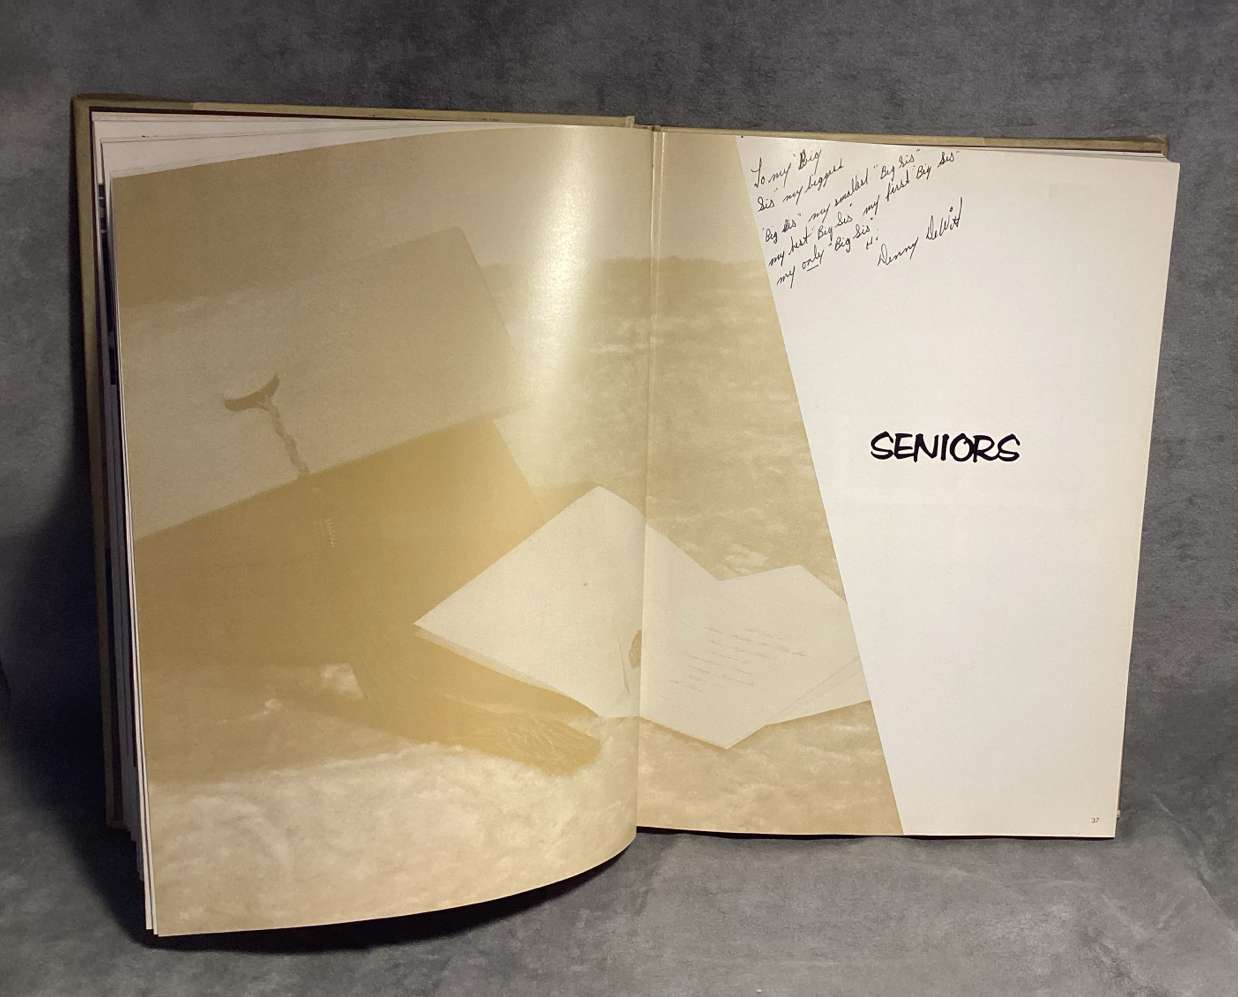 To my "Big
Sis" my biggest
"Big Sis" my smallest "Big Sis"
my best "Big Sis" my first "Big Sis"
my only "Big Sis".
Denny DeWitt
SENIORS
37